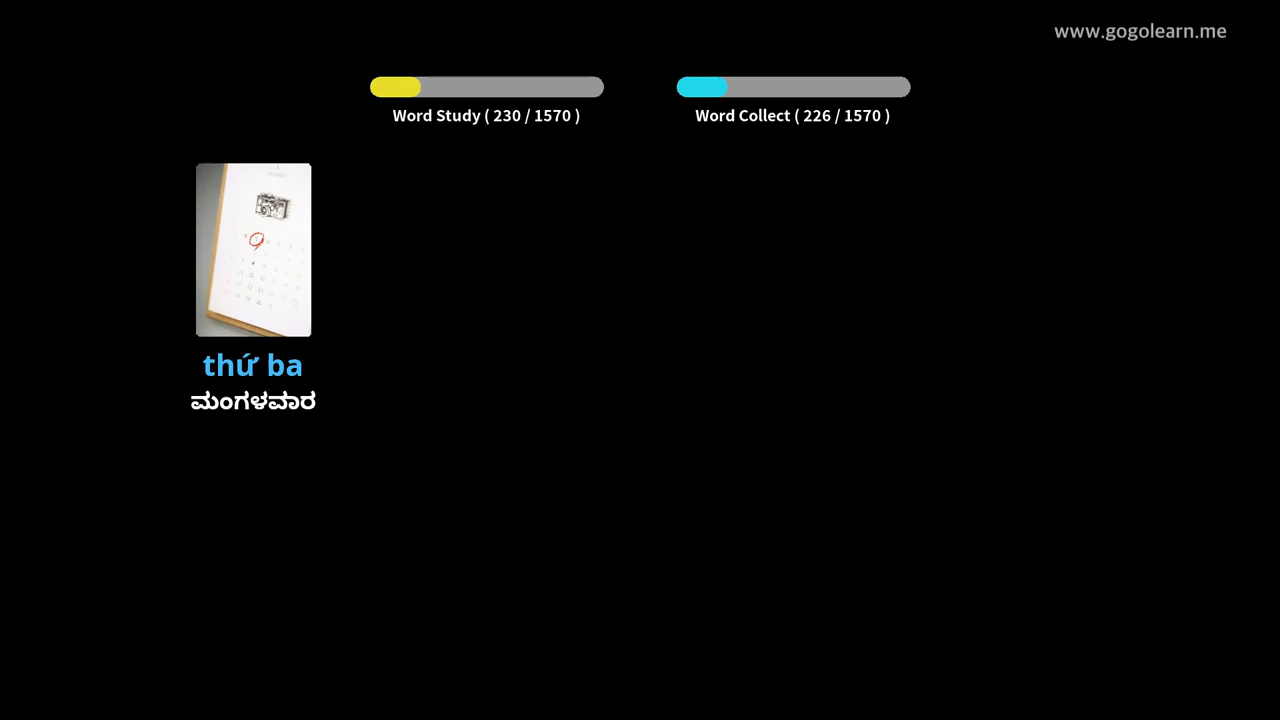 www.gogolearn.me
Word Study ( 230 / 1570 )
Word Collect ( 226 / 1570 )
thứ ba
ಮಂಗಳವಾರ